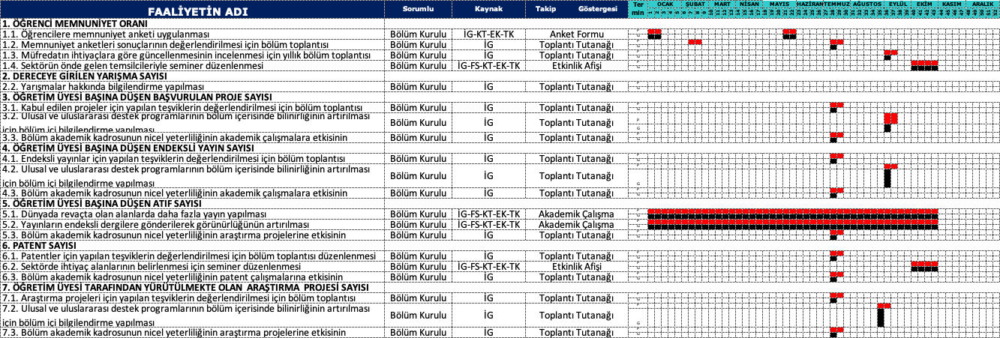 FAALİYETİN ADI Sorumlu Kaynak Takip Göstergesi Ter min OCAK ŞUBAT MART NİSAN MAYIS HAZİRAN TEMMUZ AĞUSTOS EYLÜL EKİM KASIM ARALIK
1. ÖĞRENCİ MEMNUNİYET ORANI
1.1. Öğrencilere memnuniyet anketi uygulanması Bölüm Kurulu İG-KT-EK-TK Anket Formu
1.2. Memnuniyet anketleri sonuçlarının değerlendirilmesi için bölüm toplantısı Bölüm Kurulu İG Toplantı Tutanağı
1.3. Müfredatın ihtiyaçlara göre güncellenmesinin incelenmesi için yıllık bölüm toplantısı Bölüm Kurulu İG Toplantı Tutanağı
1.4. Sektörün önde gelen temsilcileriyle seminer düzenlenmesi Bölüm Kurulu İG-FS-KT-EK-TK Etkinlik Afişi
2. DERECEYE GİRİLEN YARIŞMA SAYISI
2.2. Yarışmalar hakkında bilgilendirme yapılması Bölüm Kurulu İG Toplantı Tutanağı
3. ÖĞRETİM ÜYESİ BAŞINA DÜŞEN BAŞVURULAN PROJE SAYISI
3.1. Kabul edilen projeler için yapılan teşviklerin değerlendirilmesi için bölüm toplantısı Bölüm Kurulu İG Toplantı Tutanağı
3.2. Ulusal ve uluslararası destek programlarının bölüm içerisinde bilinirliğinin artırılması
için bölüm içi bilgilendirme yapılması Bölüm Kurulu İG Toplantı Tutanağı
3.3. Bölüm akademik kadrosunun nicel yeterliliğinin akademik çalışmalara etkisinin Bölüm Kurulu İG Toplantı Tutanağı
4. ÖĞRETİM ÜYESİ BAŞINA DÜŞEN ENDEKSLİ YAYIN SAYISI
4.1. Endeksli yayınlar için yapılan teşviklerin değerlendirilmesi için bölüm toplantısı Bölüm Kurulu İG Toplantı Tutanağı
4.2. Ulusal ve uluslararası destek programlarının bölüm içerisinde bilinirliğinin artırılması
için bölüm içi bilgilendirme yapılması Bölüm Kurulu İG Toplantı Tutanağı
4.3. Bölüm akademik kadrosunun nicel yeterliliğinin akademik çalışmalara etkisinin Bölüm Kurulu İG Toplantı Tutanağı
5. ÖĞRETİM ÜYESİ BAŞINA DÜŞEN ATIF SAYISI
5.1. Dünyada revaçta olan alanlarda daha fazla yayın yapılması Bölüm Kurulu İG-FS-KT-EK-TK Akademik Çalışma
5.2. Yayınların endeksli dergilere gönderilerek görünürlüğünün artırılması Bölüm Kurulu İG-FS-KT-EK-TK Akademik Çalışma
5.3. Bölüm akademik kadrosunun nicel yeterliliğinin araştırma projelerine etkisinin Bölüm Kurulu İG Toplantı Tutanağı
6. PATENT SAYISI
6.1. Patentler için yapılan teşviklerin değerlendirilmesi için bölüm toplantısı düzenlenmesi Bölüm Kurulu İG Toplantı Tutanağı
6.2. Sektörde ihtiyaç alanlarının belirlenmesi için seminer düzenlenmesi Bölüm Kurulu İG-FS-KT-EK-TK Etkinlik Afişi
6.3. Bölüm akademik kadrosunun nicel yeterliliğinin patent çalışmalarına etkisinin Bölüm Kurulu İG Toplantı Tutanağı
7. ÖĞRETİM ÜYESİ TARAFINDAN YÜRÜTÜLMEKTE OLAN ARAŞTIRMA PROJESİ SAYISI
7.1. Araştırma projeleri için yapılan teşviklerin değerlendirilmesi için bölüm toplantısı Bölüm Kurulu İG Toplantı Tutanağı
7.2. Ulusal ve uluslararası destek programlarının bölüm içerisinde bilinirliğinin artırılması
için bölüm içi bilgilendirme yapılması Bölüm Kurulu İG Toplantı Tutanağı
7.3. Bölüm akademik kadrosunun nicel yeterliliğinin araştırma projelerine etkisinin Bölüm Kurulu İG Toplantı Tutanağı